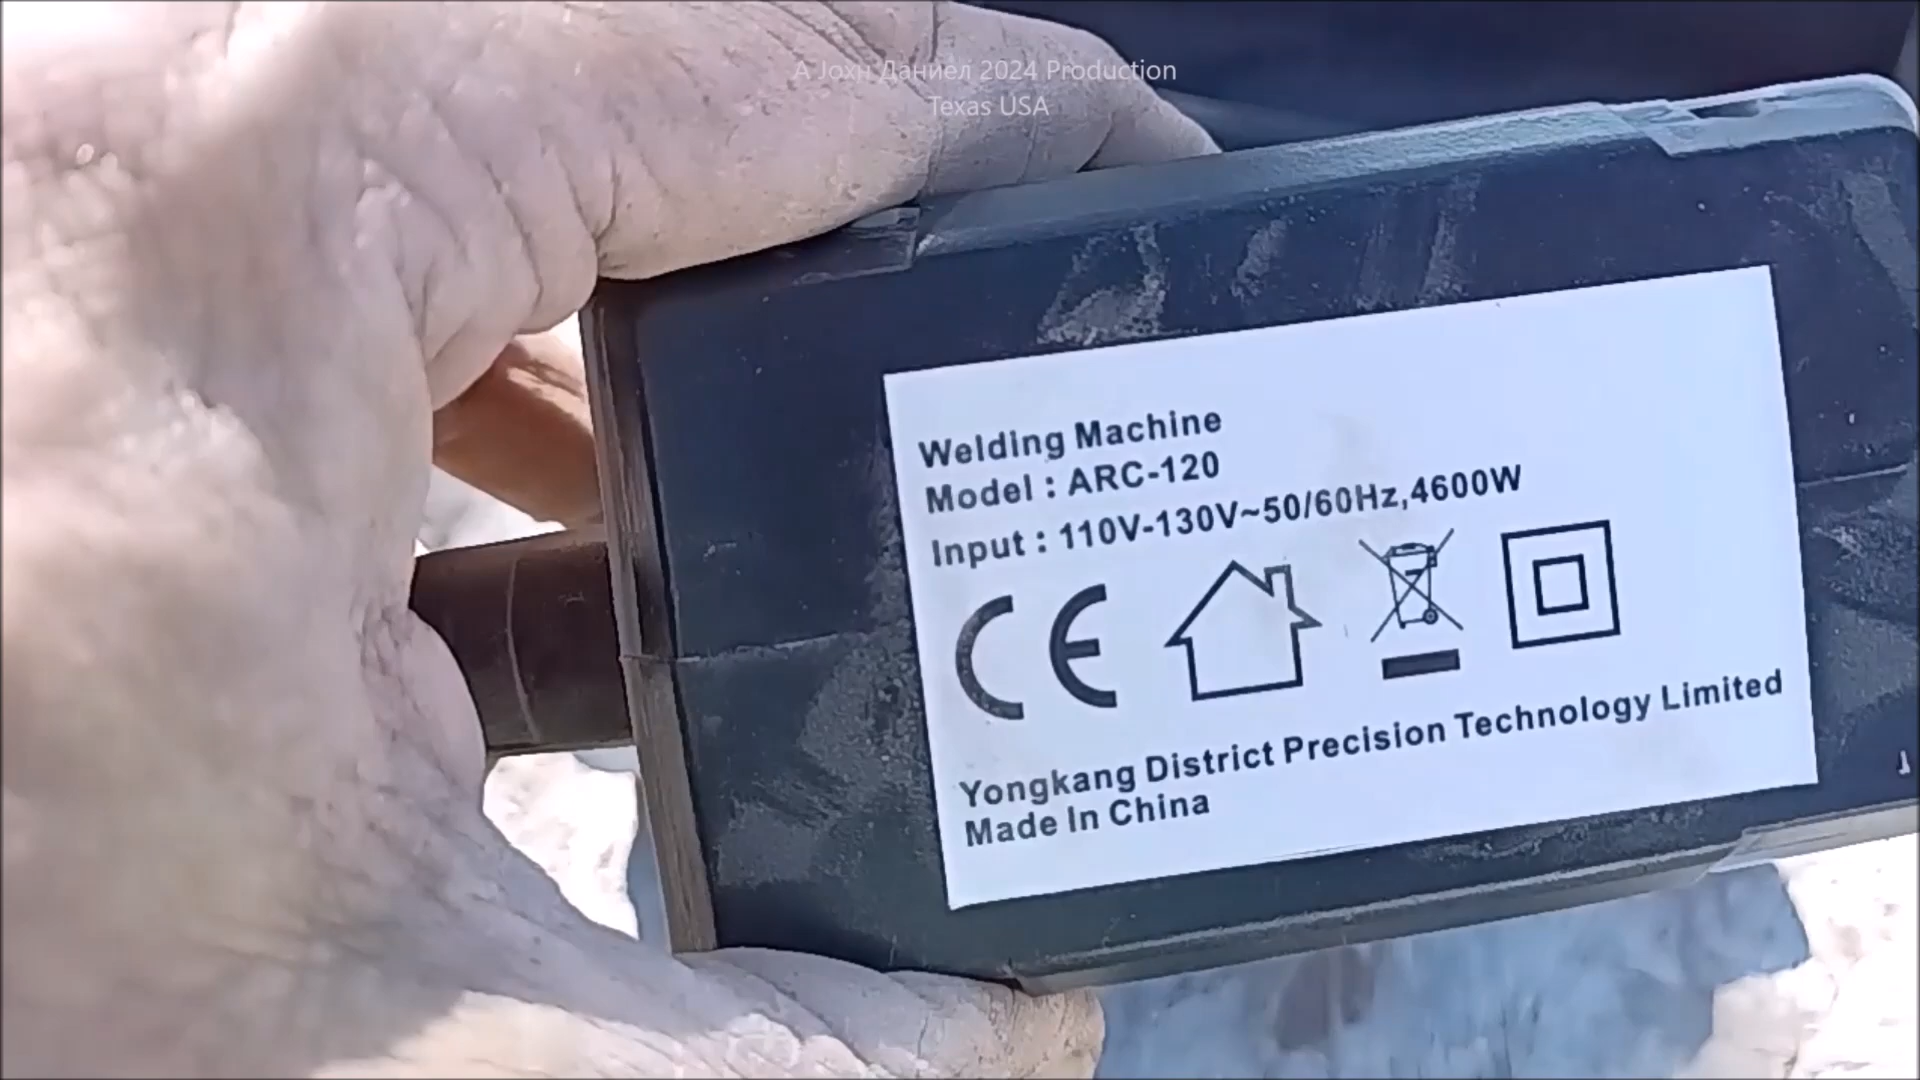 A Јохн Даниел 2024 Production
Texas USA
Welding Machine
Model : ARC-120
Input : 110V-130V~50/60Hz,4600W
CE
Yongkang District Precision Technology Limited
Made In China